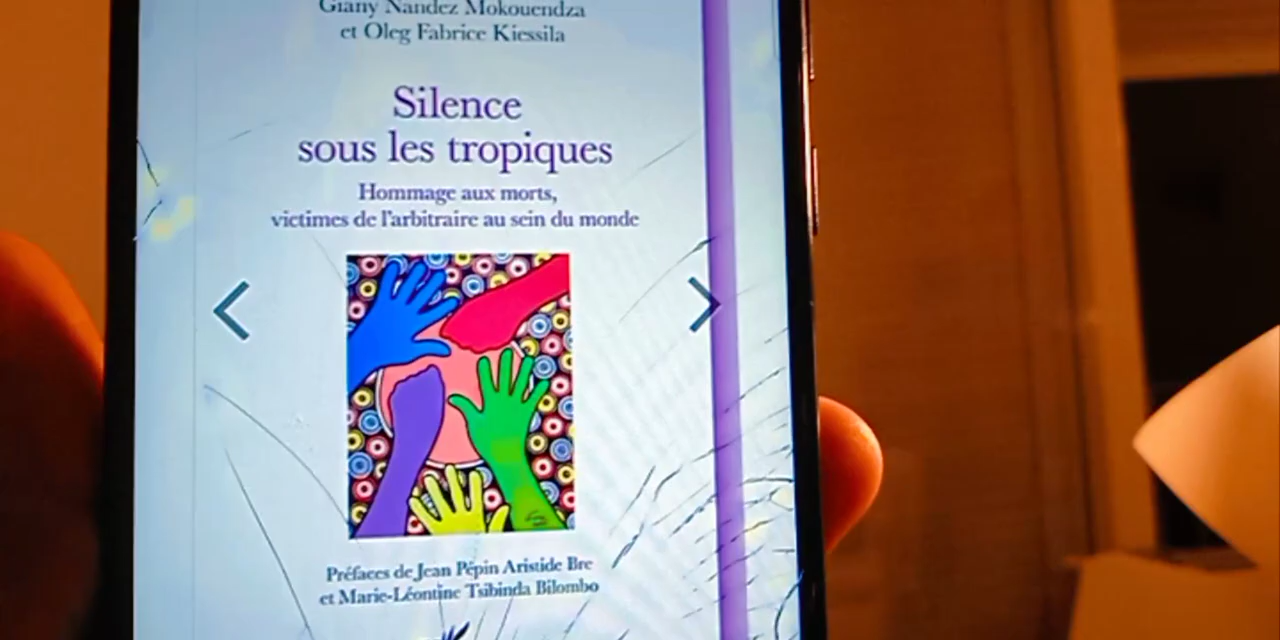 Giany Nandez Mokouendza
et Oleg Fabrice Kiessila
Silence
sous les tropiques
Hommage aux morts,
victimes de l'arbitraire au sein du monde
Préfaces de Jean Pépin Aristide Bre
et Marie-Léontine Tsibinda Bilombo